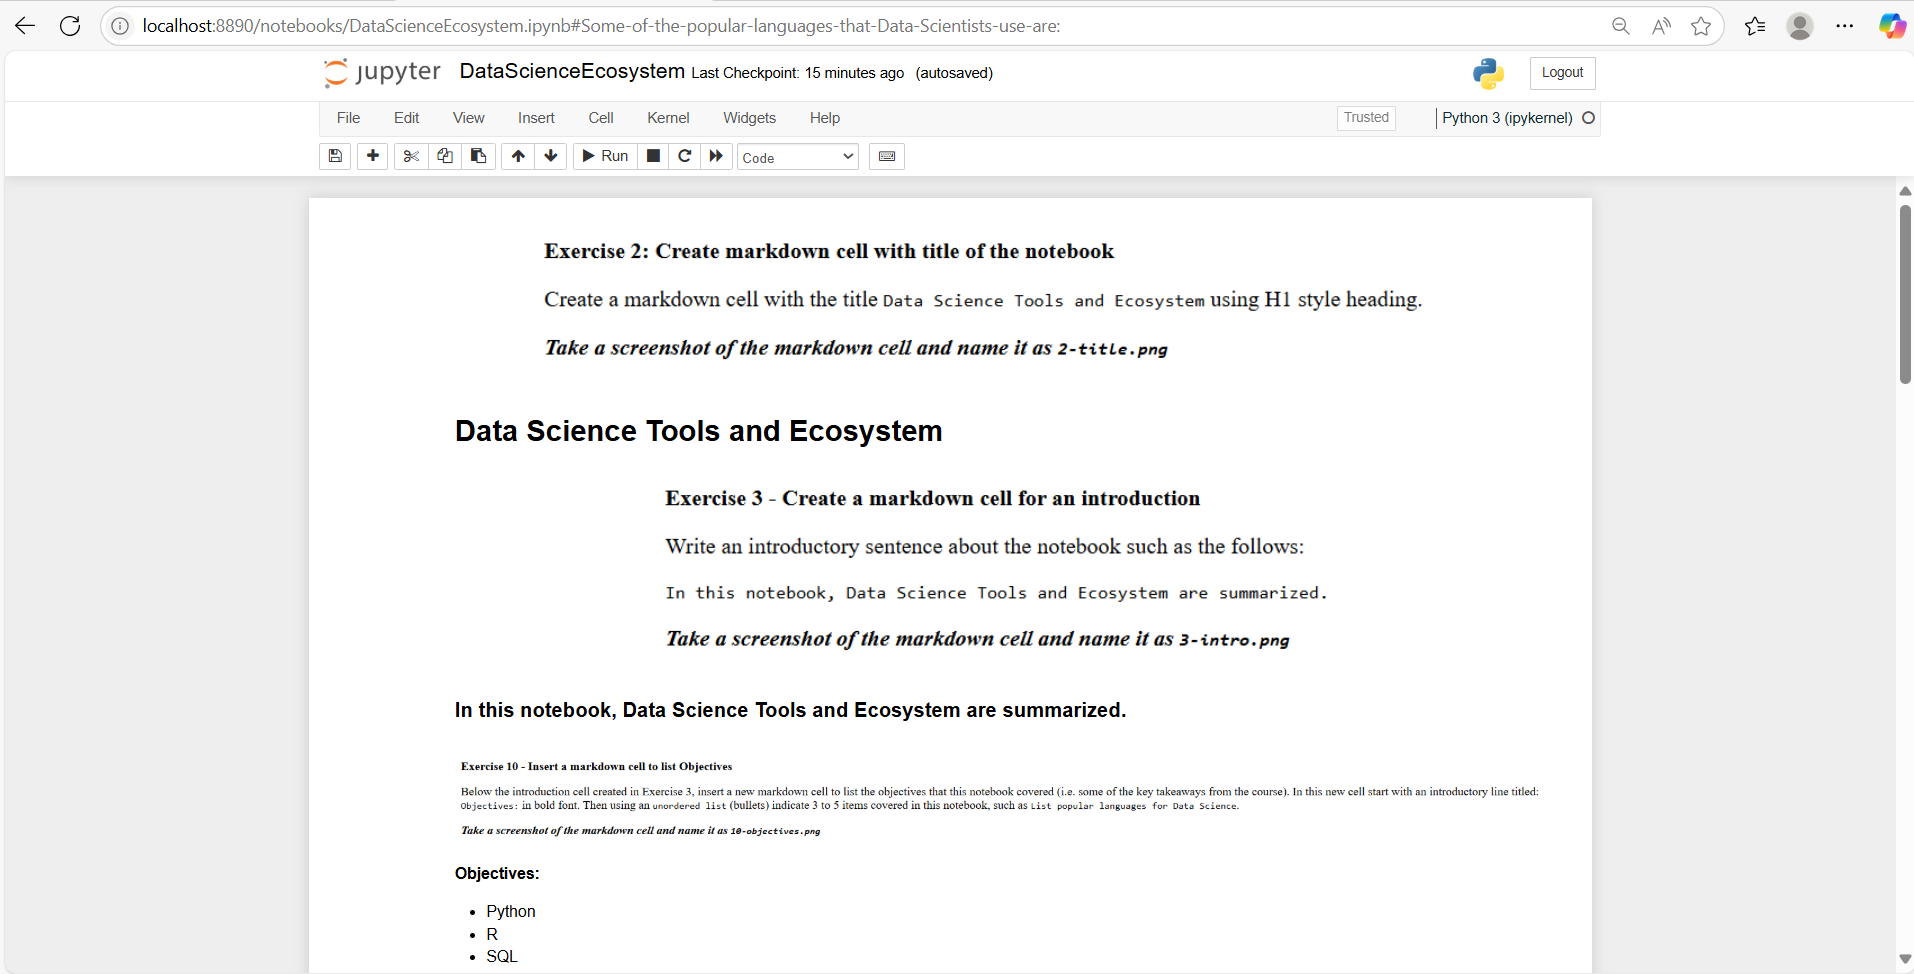 localhost:8890/notebooks/DataScienceEcosystem.ipynb#Some-of-the-popular-languages-that-Data-Scientists-use-are:
jupyter DataScienceEcosystem Last Checkpoint: 15 minutes ago (autosaved)
Logout
File Edit View Insert Cell Kernel Widgets Help
Trusted
Python 3 (ipykernel)
Run
Code
Exercise 2: Create markdown cell with title of the notebook
Create a markdown cell with the title Data Science Tools and Ecosystem using H1 style heading.
Take a screenshot of the markdown cell and name it as 2-title.png
Data Science Tools and Ecosystem
Exercise 3 - Create a markdown cell for an introduction
Write an introductory sentence about the notebook such as the follows:
In this notebook, Data Science Tools and Ecosystem are summarized.
Take a screenshot of the markdown cell and name it as 3-intro.png
In this notebook, Data Science Tools and Ecosystem are summarized.
Exercise 10 - Insert a markdown cell to list Objectives
Below the introduction cell created in Exercise 3, insert a new markdown cell to list the objectives that this notebook covered (i.e. some of the key takeaways from the course). In this new cell start with an introductory line titled:
Objectives: in bold font. Then using an unordered list (bullets) indicate 3 to 5 items covered in this notebook, such as List popular languages for Data Science.
Take a screenshot of the markdown cell and name it as 10-objectives.png
Objectives:
• Python
• R
• SQL